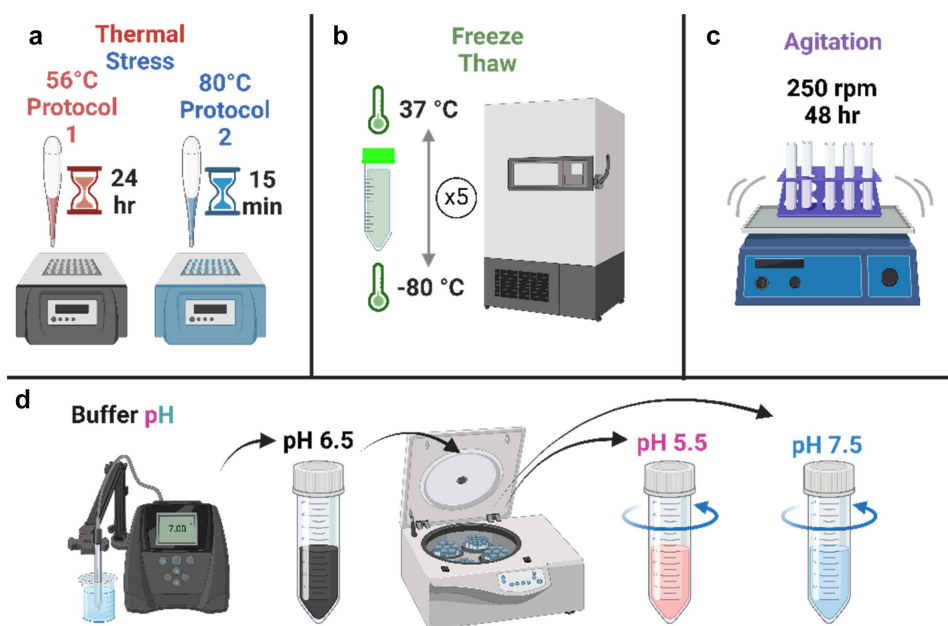 a
Thermal
Stress
56°C
Protocol
1
80°C
Protocol
2
24
hr
15
min
b
Freeze
Thaw
37 °C
x5
-80 °C
c
Agitation
250 rpm
48 hr
d
Buffer pH
7.00
pH 6.5
pH 5.5
pH 7.5